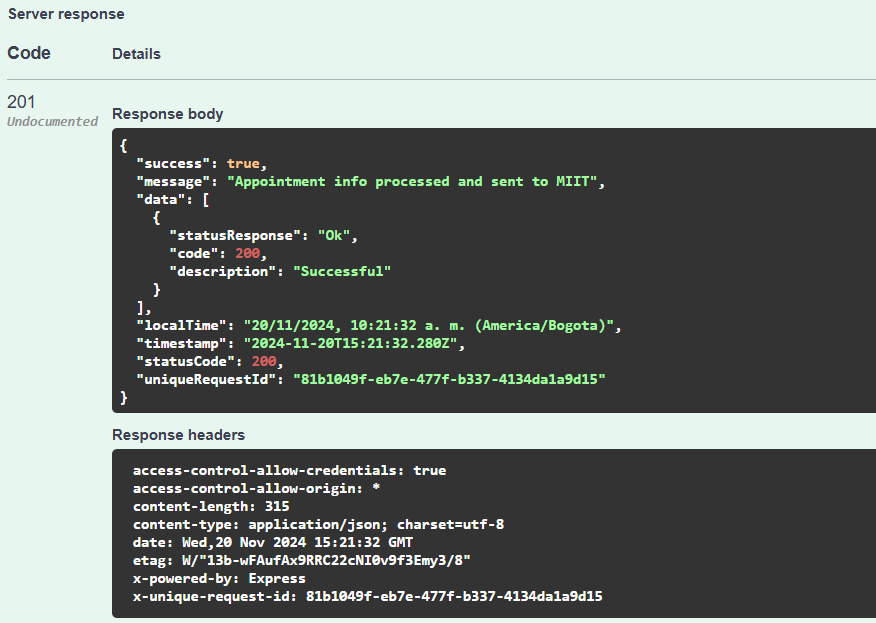 Server response
Code Details
201
Undocumented
Response body
{
  "success": true,
  "message": "Appointment info processed and sent to MIIT",
  "data": [
    {
      "statusResponse": "Ok",
      "code": 200,
      "description": "Successful"
    }
  ],
  "localTime": "20/11/2024, 10:21:32 a. m. (America/Bogota)",
  "timestamp": "2024-11-20T15:21:32.280Z",
  "statusCode": 200,
  "uniqueRequestId": "81b1049f-eb7e-477f-b337-4134da1a9d15"
}
Response headers
access-control-allow-credentials: true
access-control-allow-origin: *
content-length: 315
content-type: application/json; charset=utf-8
date: Wed,20 Nov 2024 15:21:32 GMT
etag: W/"13b-wFAufAx9RRC22cNI0v9f3Emy3/8"
x-powered-by: Express
x-unique-request-id: 81b1049f-eb7e-477f-b337-4134da1a9d15